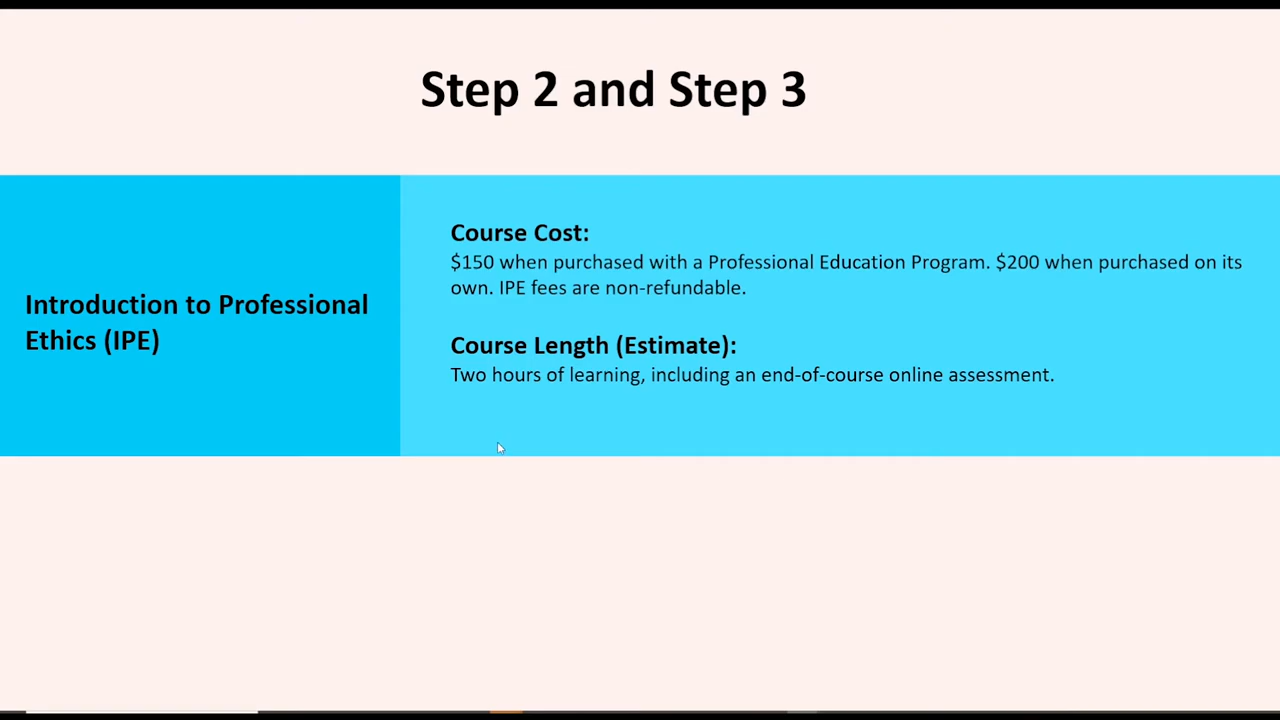 Step 2 and Step 3
Introduction to Professional
Ethics (IPE)
Course Cost:
$150 when purchased with a Professional Education Program. $200 when purchased on its
own. IPE fees are non-refundable.
Course Length (Estimate):
Two hours of learning, including an end-of-course online assessment.